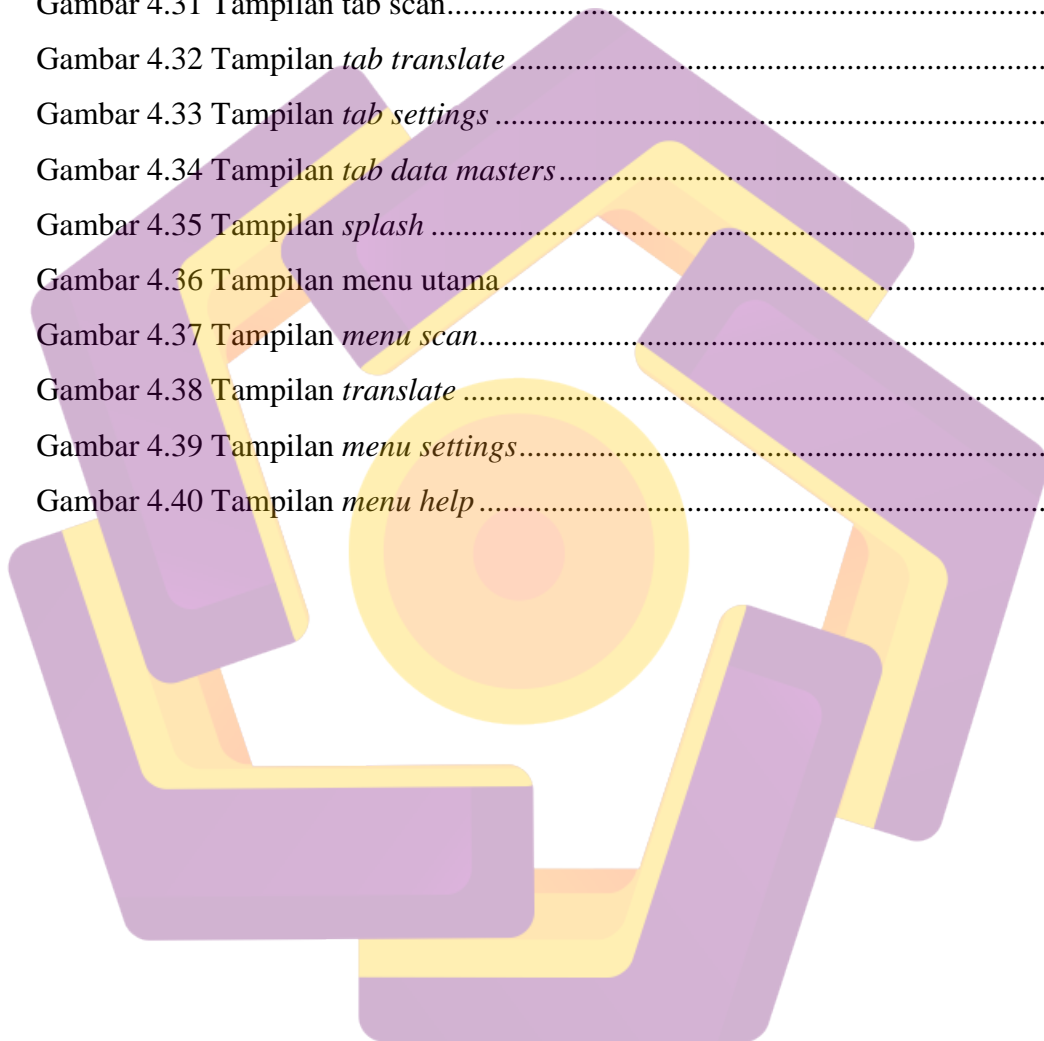 Gambar 4.31 Tampilan tab scan........................................................................
Gambar 4.32 Tampilan tab translate ................................................................
Gambar 4.33 Tampilan tab settings ..................................................................
Gambar 4.34 Tampilan tab data masters..........................................................
Gambar 4.35 Tampilan splash ..........................................................................
Gambar 4.36 Tampilan menu utama.................................................................
Gambar 4.37 Tampilan menu scan....................................................................
Gambar 4.38 Tampilan translate ......................................................................
Gambar 4.39 Tampilan menu settings...............................................................
Gambar 4.40 Tampilan menu help ....................................................................